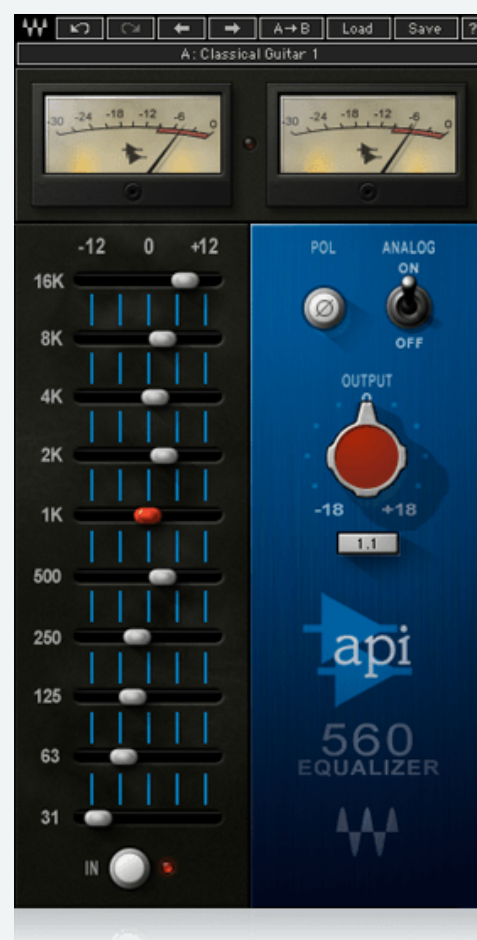 A→B Load Save ?
A: Classical Guitar 1
-30 -24 -18 -12 -6 0
-30 -24 -18 -12 -6 0
-12 0 +12
POL ANALOG
ON
OFF
16K
8K
4K
2K
1K
500
250
125
63
31
IN
OUTPUT
0
-18 +18
1.1
api
560
EQUALIZER